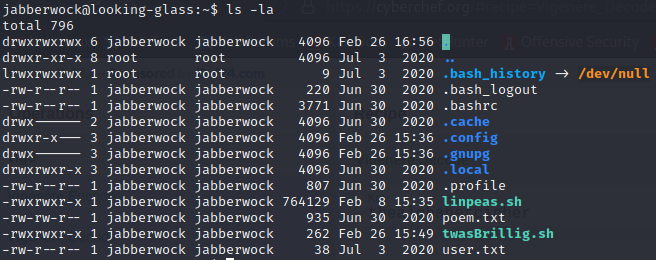 jabberwock@looking-glass:~$ ls -la
total 796
drwxrwxrwx 6 jabberwock jabberwock 4096 Feb 26 16:56 .
drwxr-xr-x 8 root root 4096 Jul 3 2020 ..
lrwxrwxrwx 1 root root 9 Jul 3 2020 .bash_history -> /dev/null
-rw-r--r-- 1 jabberwock jabberwock 220 Jun 30 2020 .bash_logout
-rw-r--r-- 1 jabberwock jabberwock 3771 Jun 30 2020 .bashrc
drwx------ 2 jabberwock jabberwock 4096 Jun 30 2020 .cache
drwxr-x--- 3 jabberwock jabberwock 4096 Feb 26 15:36 .config
drwx------ 3 jabberwock jabberwock 4096 Feb 26 15:36 .gnupg
drwxrwxr-x 3 jabberwock jabberwock 4096 Jun 30 2020 .local
-rw-r--r-- 1 jabberwock jabberwock 807 Jun 30 2020 .profile
-rwxrwxr-x 1 jabberwock jabberwock 764129 Feb 8 15:35 linpeas.sh
-rw-rw-r-- 1 jabberwock jabberwock 935 Jun 30 2020 poem.txt
-rwxrwxr-x 1 jabberwock jabberwock 262 Feb 26 15:49 twasBrillig.sh
-rw-r--r-- 1 jabberwock jabberwock 38 Jul 3 2020 user.txt